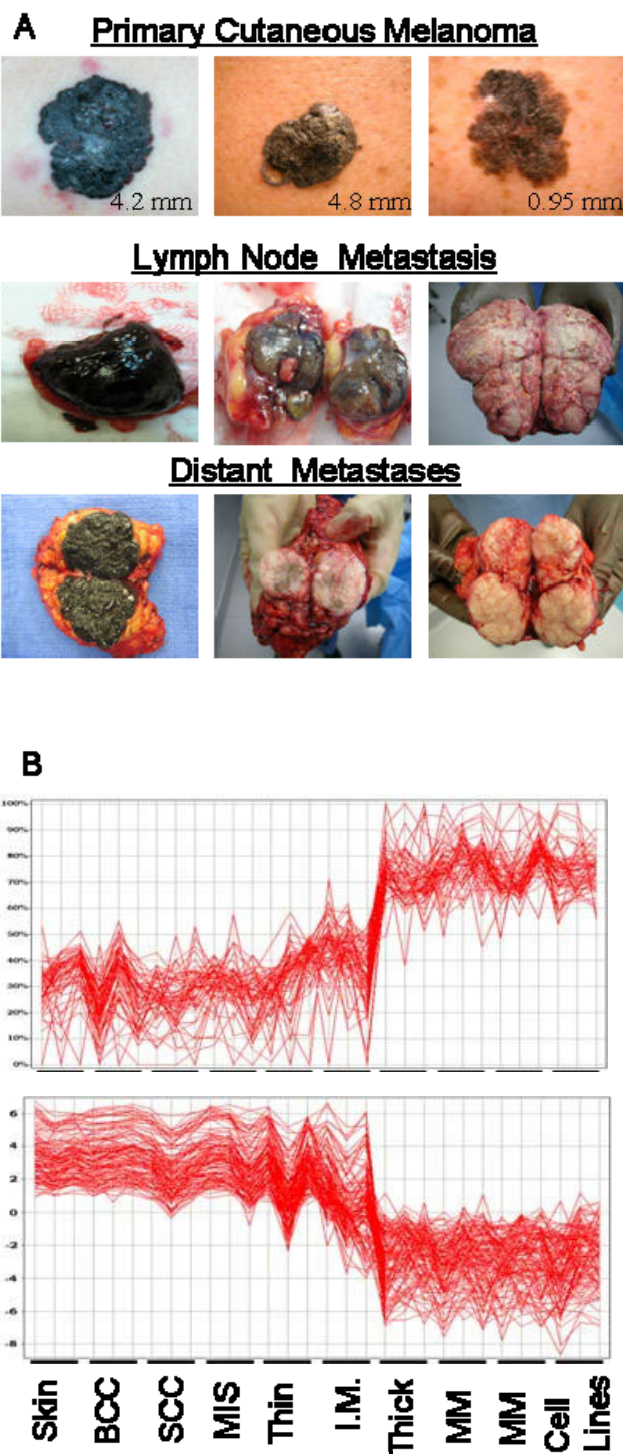 A
Primary Cutaneous Melanoma
4.2 mm
4.8 mm
0.95 mm
Lymph Node Metastasis
Distant Metastases
B
100%
90%
80%
70%
60%
50%
40%
30%
20%
10%
0%
6
4
2
0
-2
-4
-6
-8
Skin
BCC
SCC
MIS
Thin
I.M.
Thick
MM
MM
Cell
Lines